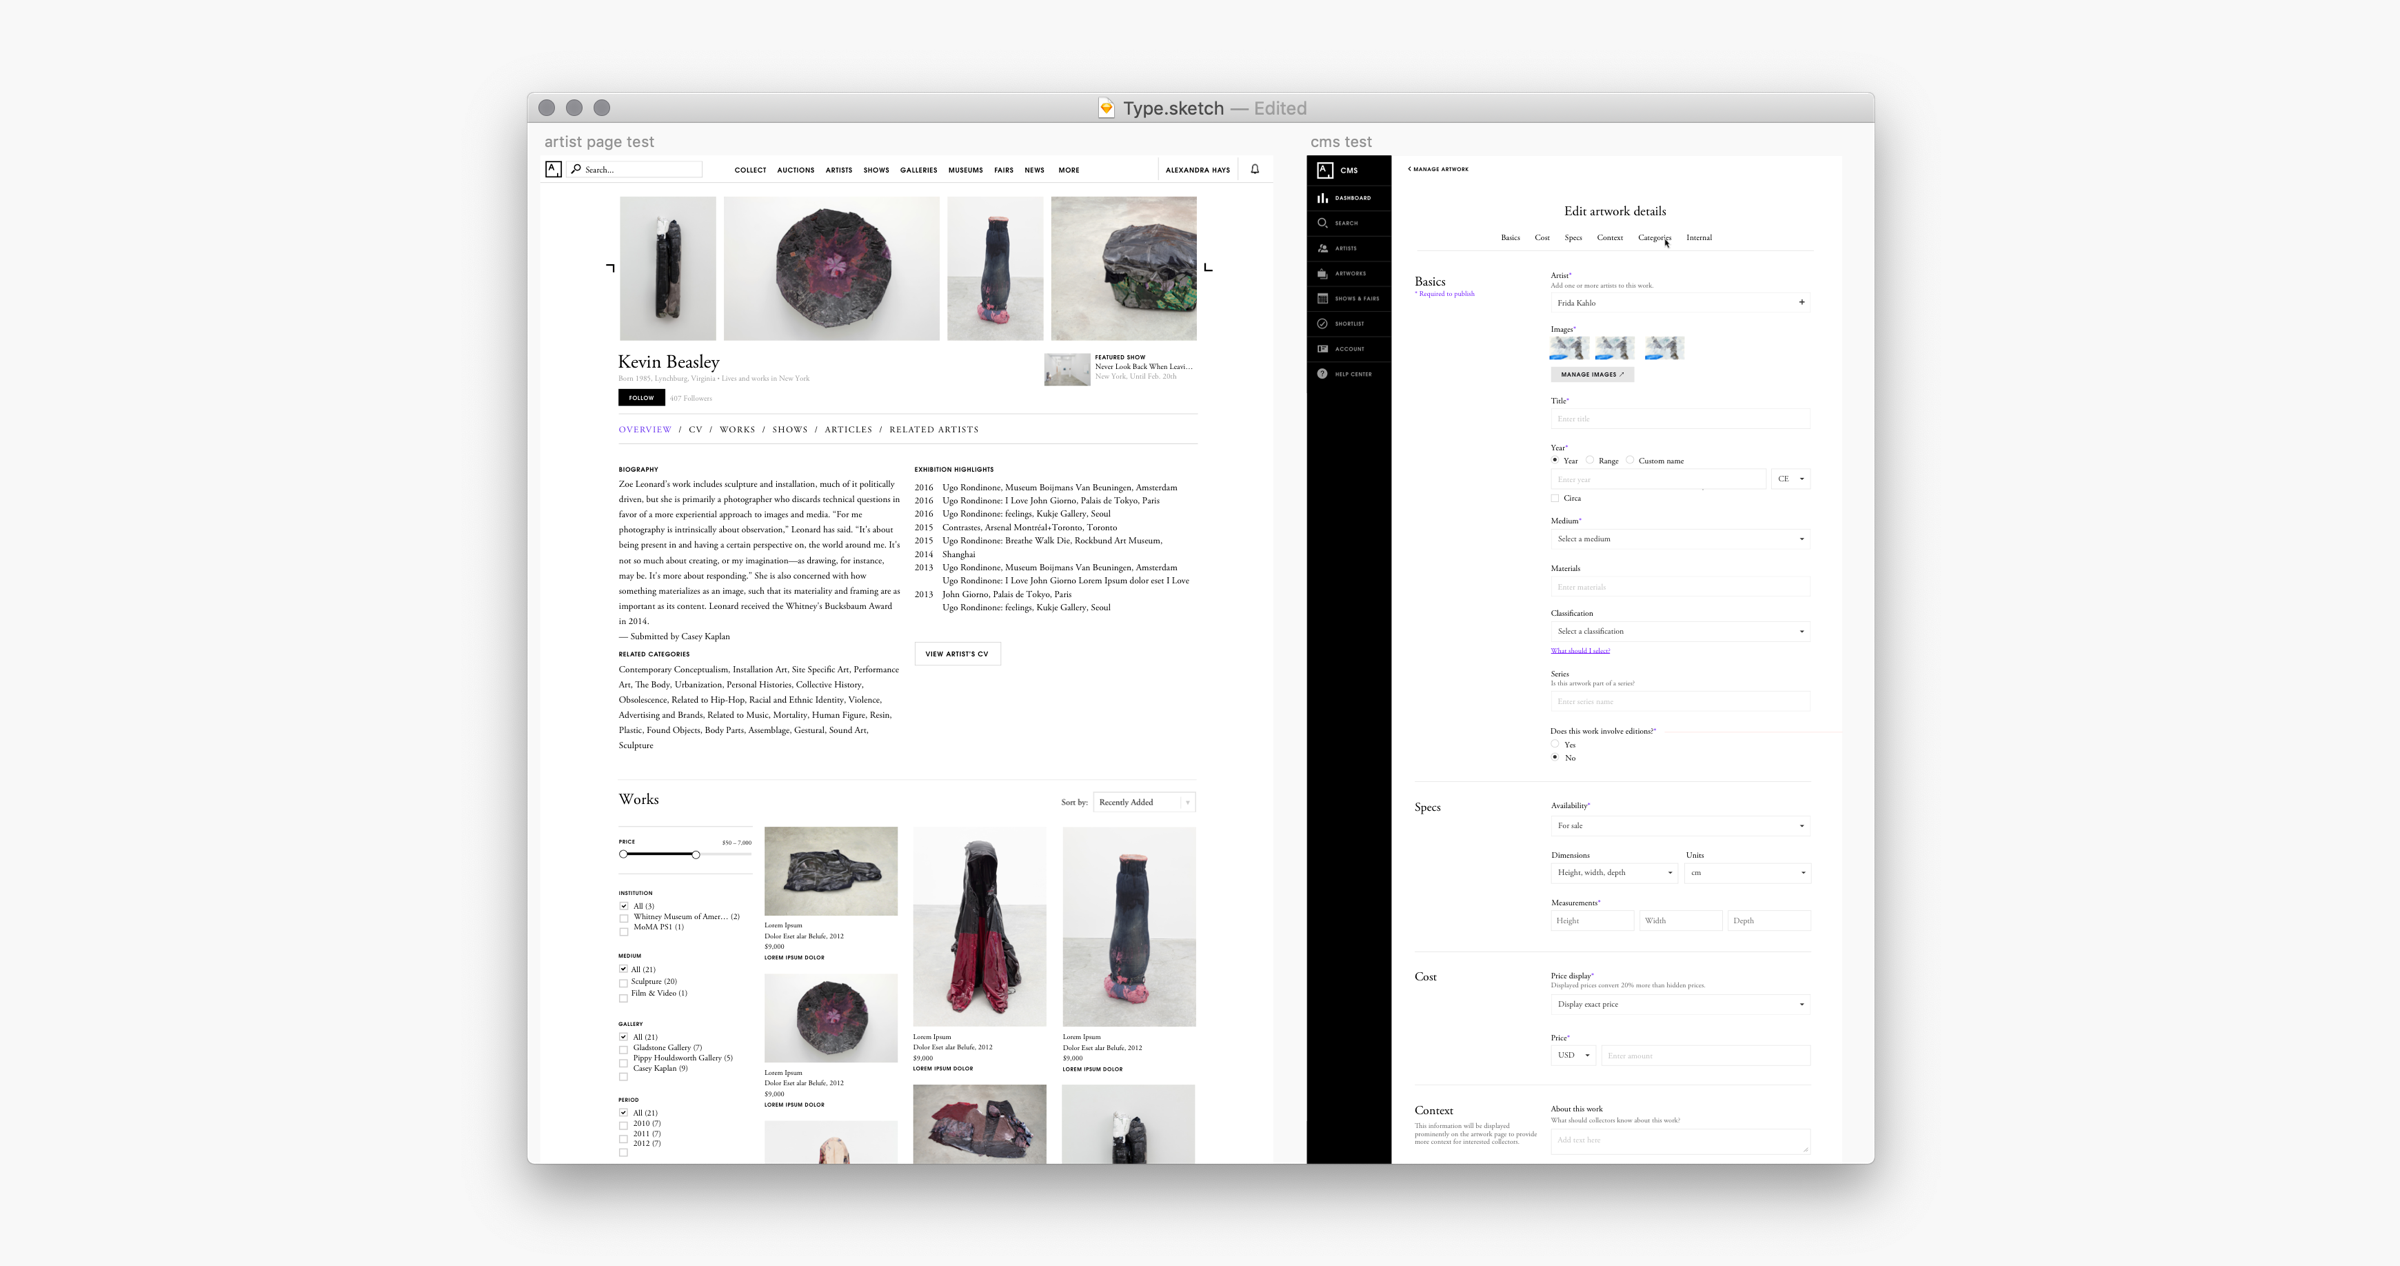 Type.sketch — Edited
artist page test
Search...
COLLECT AUCTIONS ARTISTS SHOWS GALLERIES MUSEUMS FAIRS NEWS MORE
ALEXANDRA HAYS
Kevin Beasley
Born 1985, Lynchburg, Virginia • Lives and works in New York
FOLLOW
487 Followers
FEATURED SHOW
Never Look Back When Leavi...
New York, Until Feb. 20th
OVERVIEW / CV / WORKS / SHOWS / ARTICLES / RELATED ARTISTS
BIOGRAPHY
Zoe Leonard’s work includes sculpture and installation, much of it politically
driven, but she is primarily a photographer who discards technical questions in
favor of a more experiential approach to images and media. “For me
photography is intrinsically about observation,” Leonard has said. “It’s about
being present in and having a certain perspective on, the world around me. It’s
not so much about creating, or my imagination—as drawing, for instance,
may be. It’s more about responding.” She is also concerned with how
something materializes as an image, such that its materiality and framing are as
important as its content. Leonard received the Whitney’s Bucksbaum Award
in 2014.
— Submitted by Casey Kaplan
RELATED CATEGORIES
Contemporary Conceptualism, Installation Art, Site Specific Art, Performance
Art, The Body, Urbanization, Personal Histories, Collective History,
Obsolescence, Related to Hip-Hop, Racial and Ethnic Identity, Violence,
Advertising and Brands, Related to Music, Mortality, Human Figure, Resin,
Plastic, Found Objects, Body Parts, Assemblage, Gestural, Sound Art,
Sculpture
EXHIBITION HIGHLIGHTS
2016 Ugo Rondinone, Museum Boijmans Van Beuningen, Amsterdam
2016 Ugo Rondinone: I Love John Giorno, Palais de Tokyo, Paris
2016 Ugo Rondinone: feelings, Kukje Gallery, Seoul
2015 Contrastes, Arsenal Montréal+Toronto, Toronto
2015 Ugo Rondinone: Breathe Walk Die, Rockbund Art Museum,
2014 Shanghai
2013 Ugo Rondinone, Museum Boijmans Van Beuningen, Amsterdam
Ugo Rondinone: I Love John Giorno Lorem Ipsum dolor eset I Love
2013 John Giorno, Palais de Tokyo, Paris
Ugo Rondinone: feelings, Kukje Gallery, Seoul
VIEW ARTIST'S CV
Works
Sort by: Recently Added
PRICE $50 – 7,000
INSTITUTION
All (3)
Whitney Museum of Amer... (2)
MoMA PS1 (1)
MEDIUM
All (21)
Sculpture (20)
Film & Video (1)
GALLERY
All (21)
Gladstone Gallery (7)
Pippy Houldsworth Gallery (5)
Casey Kaplan (9)
PERIOD
All (21)
2010 (7)
2011 (7)
2012 (7)
Lorem Ipsum
Dolor Eset alar Belufe, 2012
$9,000
LOREM IPSUM DOLOR
Lorem Ipsum
Dolor Eset alar Belufe, 2012
$9,000
LOREM IPSUM DOLOR
Lorem Ipsum
Dolor Eset alar Belufe, 2012
$9,000
LOREM IPSUM DOLOR
Lorem Ipsum
Dolor Eset alar Belufe, 2012
$9,000
LOREM IPSUM DOLOR
cms test
A CMS
DASHBOARD
SEARCH
ARTISTS
ARTWORKS
SHOWS & FAIRS
SHORTLIST
ACCOUNT
HELP CENTER
< MANAGE ARTWORK
Edit artwork details
Basics Cost Specs Context Categories Internal
Basics
* Required to publish
Artist*
Add one or more artists to this work.
Frida Kahlo +
Images*
MANAGE IMAGES ↗
Title*
Enter title
Year*
Year Range Custom name
Enter year CE
Circa
Medium*
Select a medium
Materials
Enter materials
Classification
Select a classification
What should I select?
Series
Is this artwork part of a series?
Enter series name
Does this work involve editions?*
Yes
No
Specs
Availability*
For sale
Dimensions Units
Height, width, depth cm
Measurements*
Height Width Depth
Cost
Price display*
Displayed prices convert 20% more than hidden prices.
Display exact price
Price*
USD Enter amount
Context
This information will be displayed
prominently on the artwork page to provide
more context for interested collectors.
About this work
What should collectors know about this work?
Add text here